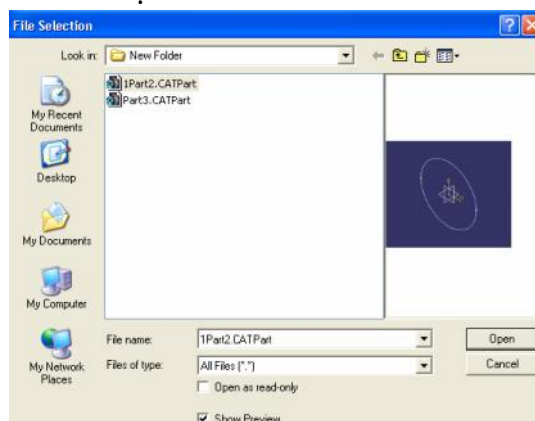 File Selection
Look in: New Folder
1Part2.CATPart
Part3.CATPart
My Recent
Documents
Desktop
My Documents
My Computer
My Network
Places
File name: 1Part2.CATPart Open
Files of type: All Files (*.*) Cancel
Open as read-only
Show Preview